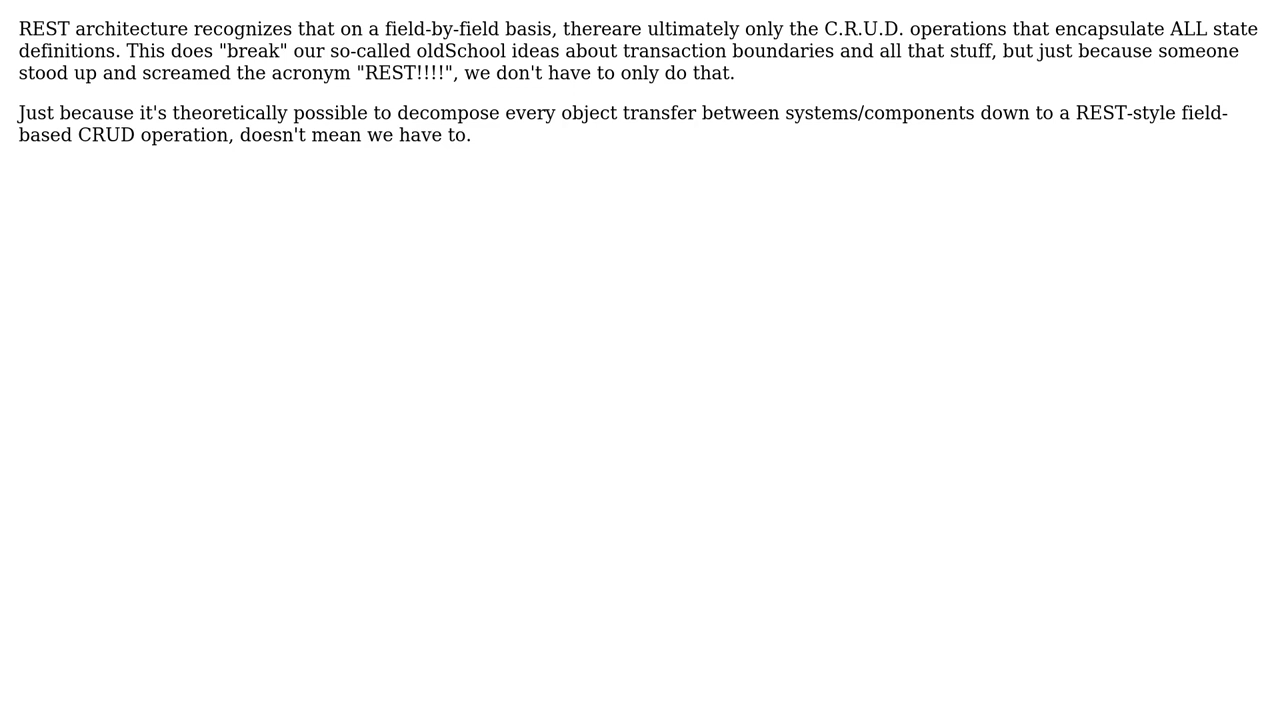 REST architecture recognizes that on a field-by-field basis, thereare ultimately only the C.R.U.D. operations that encapsulate ALL state
definitions. This does "break" our so-called oldSchool ideas about transaction boundaries and all that stuff, but just because someone
stood up and screamed the acronym "REST!!!!", we don't have to only do that.
Just because it's theoretically possible to decompose every object transfer between systems/components down to a REST-style field-
based CRUD operation, doesn't mean we have to.